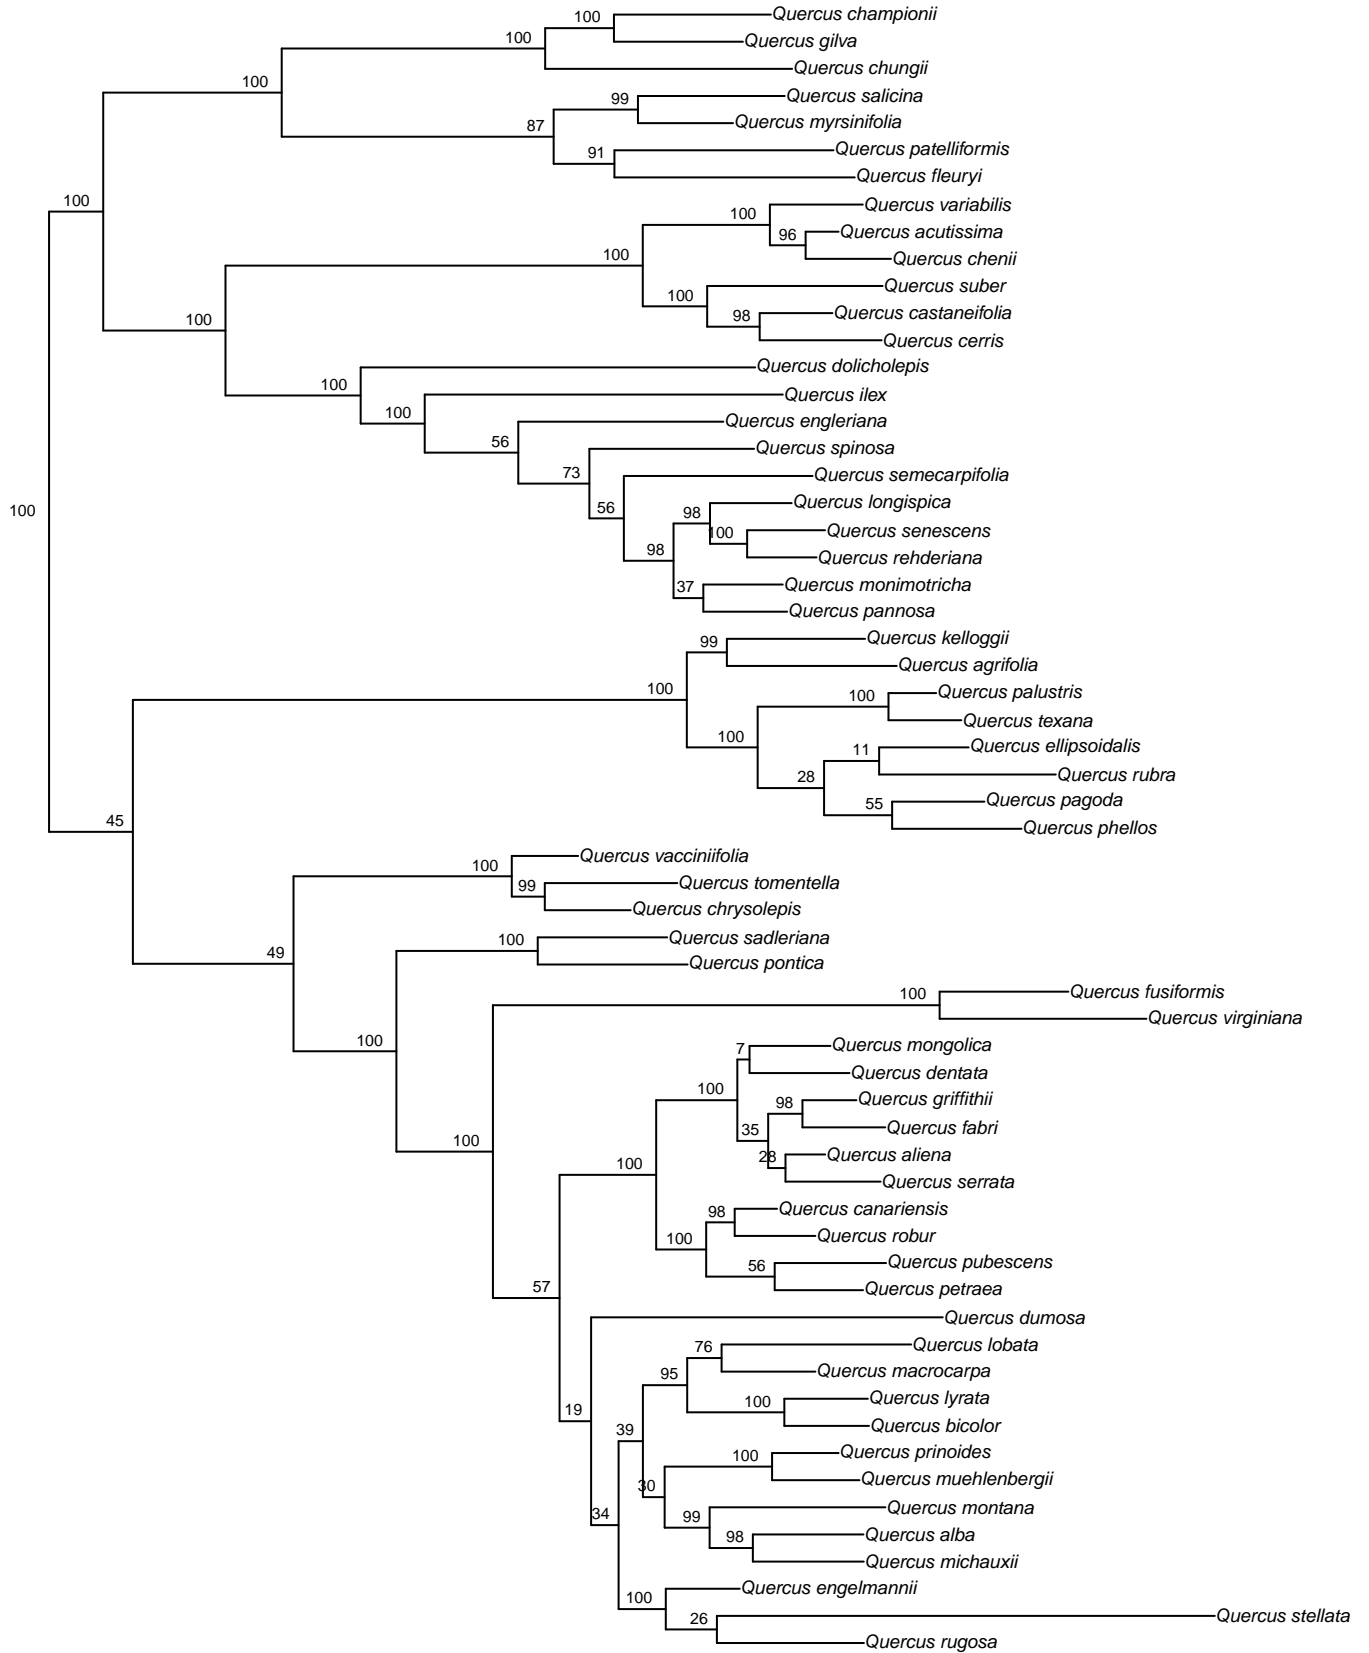 100 Quercus championii
100 Quercus gilva
Quercus chungii
100
99 Quercus salicina
87 Quercus myrsinifolia
91 Quercus patelliformis
Quercus fleuryi
100
100 Quercus variabilis
96 Quercus acutissima
100 Quercus chenii
100 Quercus suber
98 Quercus castaneifolia
100 Quercus cerris
100 Quercus dolicholepis
100 Quercus ilex
56 Quercus engleriana
73 Quercus spinosa
56 Quercus semecarpifolia
98 Quercus longispica
100 Quercus senescens
98 Quercus rehderiana
37 Quercus monimotricha
Quercus pannosa
100
99 Quercus kelloggii
100 Quercus agrifolia
100 Quercus palustris
100 Quercus texana
11 Quercus ellipsoidalis
28 Quercus rubra
55 Quercus pagoda
45 Quercus phellos
100 Quercus vacciniifolia
99 Quercus tomentella
Quercus chrysolepis
49
100 Quercus sadleriana
Quercus pontica
100 Quercus fusiformis
Quercus virginiana
100
7 Quercus mongolica
100 Quercus dentata
98 Quercus griffithii
35 Quercus fabri
28 Quercus aliena
100 100 Quercus serrata
98 Quercus canariensis
100 Quercus robur
56 Quercus pubescens
57 Quercus petraea
Quercus dumosa
76 Quercus lobata
95 Quercus macrocarpa
100 Quercus lyrata
19 39 Quercus bicolor
100 Quercus prinoides
30 Quercus muehlenbergii
34 99 Quercus montana
98 Quercus alba
Quercus michauxii
100 Quercus engelmannii
26 Quercus stellata
Quercus rugosa